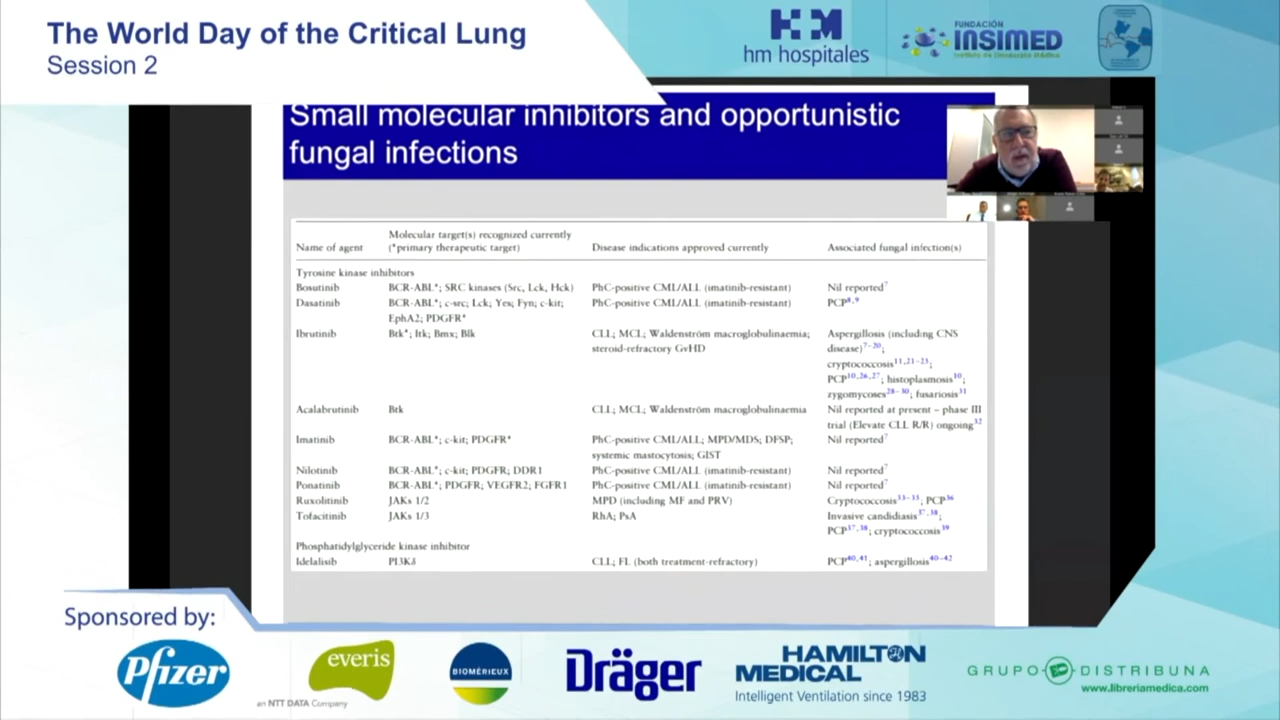 The World Day of the Critical Lung
Session 2
hm hospitales
FUNDACIÓN
INSIMED
Small molecular inhibitors and opportunistic
fungal infections
Molecular target(s) recognized currently
Name of agent (*primary therapeutic target) Disease indications approved currently Associated fungal infection(s)
Tyrosine kinase inhibitors
Bosutinib BCR-ABL*; SRC kinases (Src, Lck, Hck) PhC-positive CML/ALL (imatinib-resistant) Nil reported7
Dasatinib BCR-ABL*; c-src; Lck; Yes; Fyn; c-kit; PhC-positive CML/ALL (imatinib-resistant) PCP8,9
EphA2; PDGFR*
Ibrutinib Btk*; Itk; Bmx; Blk CLL; MCL; Waldenström macroglobulinaemia; Aspergillosis (including CNS
steroid-refractory GvHD disease)7-20;
cryptococcosis11,21-23;
PCP10,26,27; histoplasmosis10;
zygomycoses28-30; fusariosis31
Acalabrutinib Btk CLL; MCL; Waldenström macroglobulinaemia Nil reported at present – phase III
trial (Elevate CLL R/R) ongoing32
Imatinib BCR-ABL*; c-kit; PDGFR* PhC-positive CML/ALL; MPD/MDS; DFSP; Nil reported7
systemic mastocytosis; GIST
Nilotinib BCR-ABL*; c-kit; PDGFR; DDR1 PhC-positive CML/ALL (imatinib-resistant) Nil reported7
Ponatinib BCR-ABL*; PDGFR; VEGFR2; FGFR1 PhC-positive CML/ALL (imatinib-resistant) Nil reported7
Ruxolitinib JAKs 1/2 MPD (including MF and PRV) Cryptococcosis33-35; PCP36
Tofacitinib JAKs 1/3 RhA; PsA Invasive candidiasis37,38;
PCP37,38; cryptococcosis39
Phosphatidylglyceride kinase inhibitor
Idelalisib PI3Kδ CLL; FL (both treatment-refractory) PCP40,41; aspergillosis40-42
Sponsored by:
Pfizer
everis
an NTT DATA Company
BIOMÉRIEUX
Dräger
HAMILTON
MEDICAL
Intelligent Ventilation since 1983
GRUPO DISTRIBUNA
www.libreriamedica.com